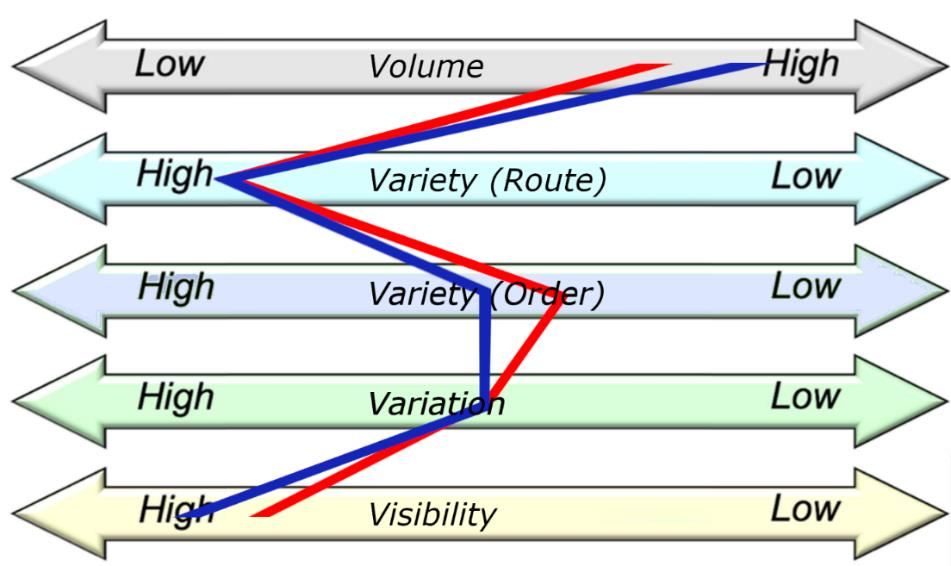 Low Volume High
High Variety (Route) Low
High Variety (Order) Low
High Variation Low
High Visibility Low